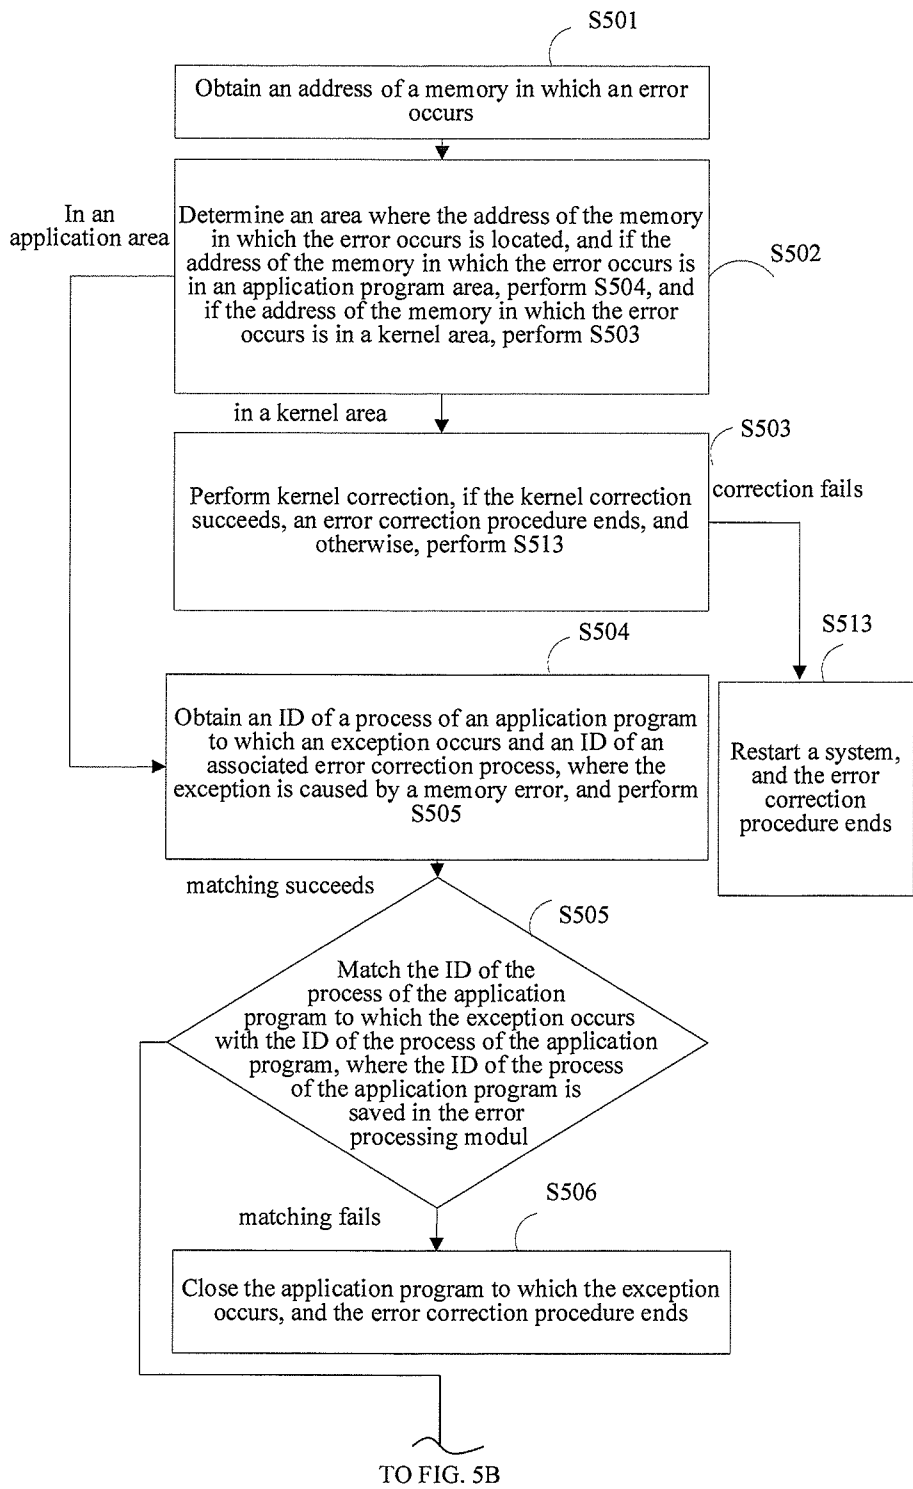 S501
Obtain an address of a memory in which an error
occurs
In an
application area
Determine an area where the address of the memory
in which the error occurs is located, and if the
address of the memory in which the error occurs is
in an application program area, perform S504, and
if the address of the memory in which the error
occurs is in a kernel area, perform S503
S502
in a kernel area
S503
Perform kernel correction, if the kernel correction
succeeds, an error correction procedure ends, and
otherwise, perform S513
correction fails
S504
S513
Obtain an ID of a process of an application program
to which an exception occurs and an ID of an
associated error correction process, where the
exception is caused by a memory error, and perform
S505
Restart a system,
and the error
correction
procedure ends
matching succeeds
S505
Match the ID of the
process of the application
program to which the exception occurs
with the ID of the process of the application
program, where the ID of the process
of the application program is
saved in the error
processing modul
matching fails
S506
Close the application program to which the exception
occurs, and the error correction procedure ends
TO FIG. 5B